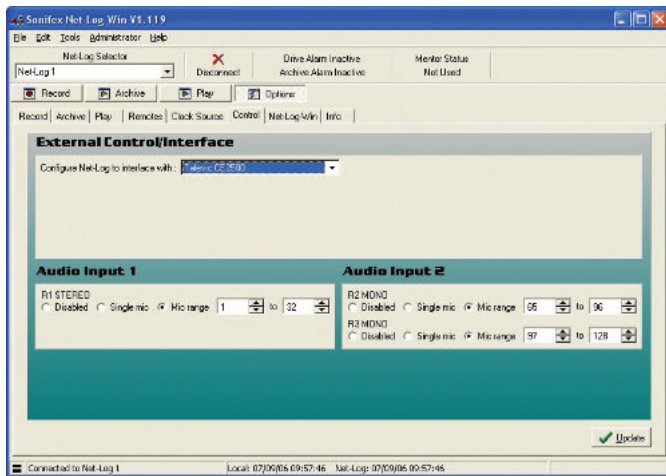 Sonifex Net-Log Win V1.119
File Edit Tools Administrator Help
Net-Log Selector
Net-Log 1
Disconnect
Drive Alarm Inactive
Archive Alarm Inactive
Mentor Status
Not Used
Record Archive Play Options
Record Archive Play Remotes Clock Source Control Net-Log-Win Info
External Control/Interface
Configure Net-Log to interface with : Televic CE2500
Audio Input 1
R1 STEREO
Disabled Single mic Mic range 1 to 32
Audio Input 2
R2 MONO
Disabled Single mic Mic range 65 to 96
R3 MONO
Disabled Single mic Mic range 97 to 128
Update
Connected to Net-Log 1 Local: 07/09/06 09:57:46 Net-Log: 07/09/06 09:57:46